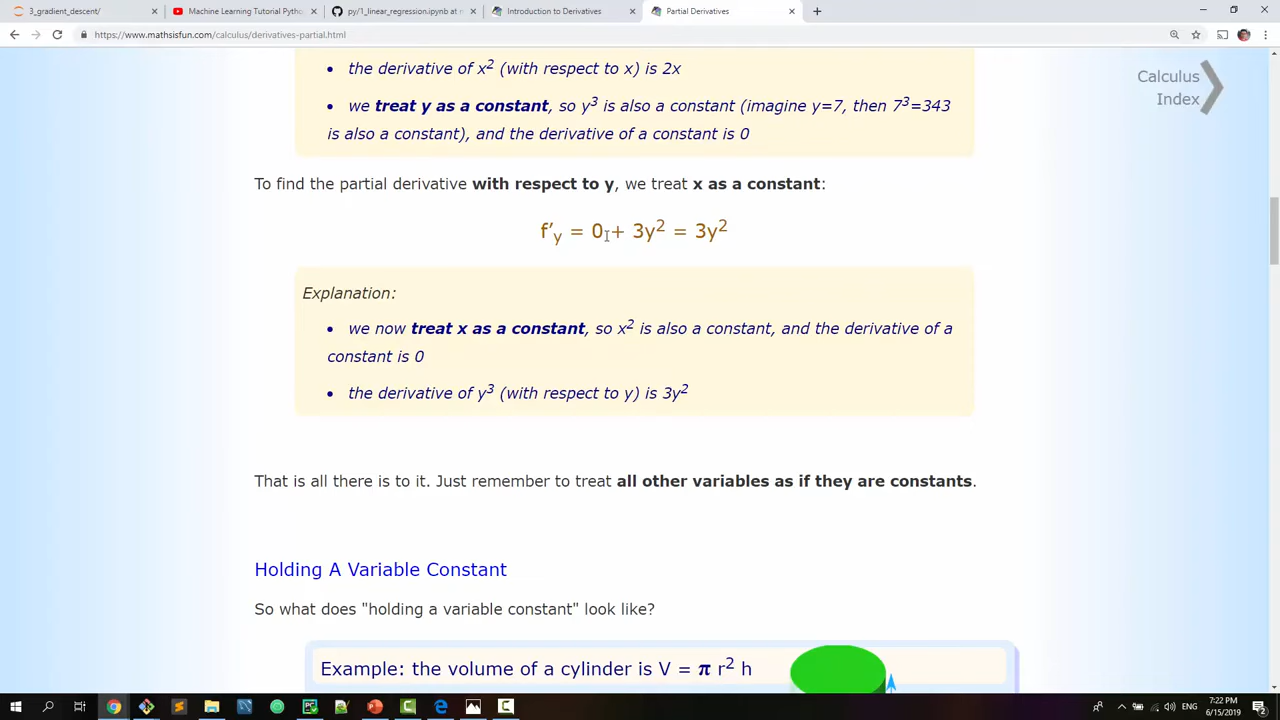 3_gradient_descent/
Machine Learning Tutorial Python
py/1_linear_regression.ipynb at
Introduction to Derivatives
Partial Derivatives
https://www.mathsisfun.com/calculus/derivatives-partial.html
Calculus
Index
• the derivative of x² (with respect to x) is 2x
• we treat y as a constant, so y³ is also a constant (imagine y=7, then 7³=343
is also a constant), and the derivative of a constant is 0
To find the partial derivative with respect to y, we treat x as a constant:
f’y = 0 + 3y² = 3y²
Explanation:
• we now treat x as a constant, so x² is also a constant, and the derivative of a
constant is 0
• the derivative of y³ (with respect to y) is 3y²
That is all there is to it. Just remember to treat all other variables as if they are constants.
Holding A Variable Constant
So what does "holding a variable constant" look like?
Example: the volume of a cylinder is V = π r² h
ENG
7:22 PM
6/15/2019